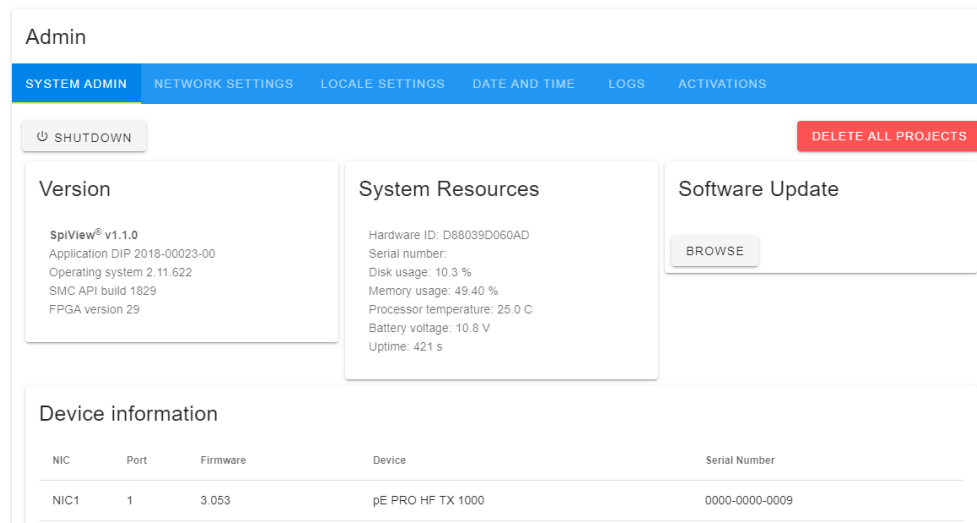 Admin
SYSTEM ADMIN NETWORK SETTINGS LOCALE SETTINGS DATE AND TIME LOGS ACTIVATIONS
SHUTDOWN
DELETE ALL PROJECTS
Version
SpiView® v1.1.0
Application DIP 2018-00023-00
Operating system 2.11.622
SMC API build 1829
FPGA version 29
System Resources
Hardware ID: D88039D060AD
Serial number:
Disk usage: 10.3 %
Memory usage: 49.40 %
Processor temperature: 25.0 C
Battery voltage: 10.8 V
Uptime: 421 s
Software Update
BROWSE
Device information
NIC Port Firmware Device Serial Number
NIC1 1 3.053 pE PRO HF TX 1000 0000-0000-0009